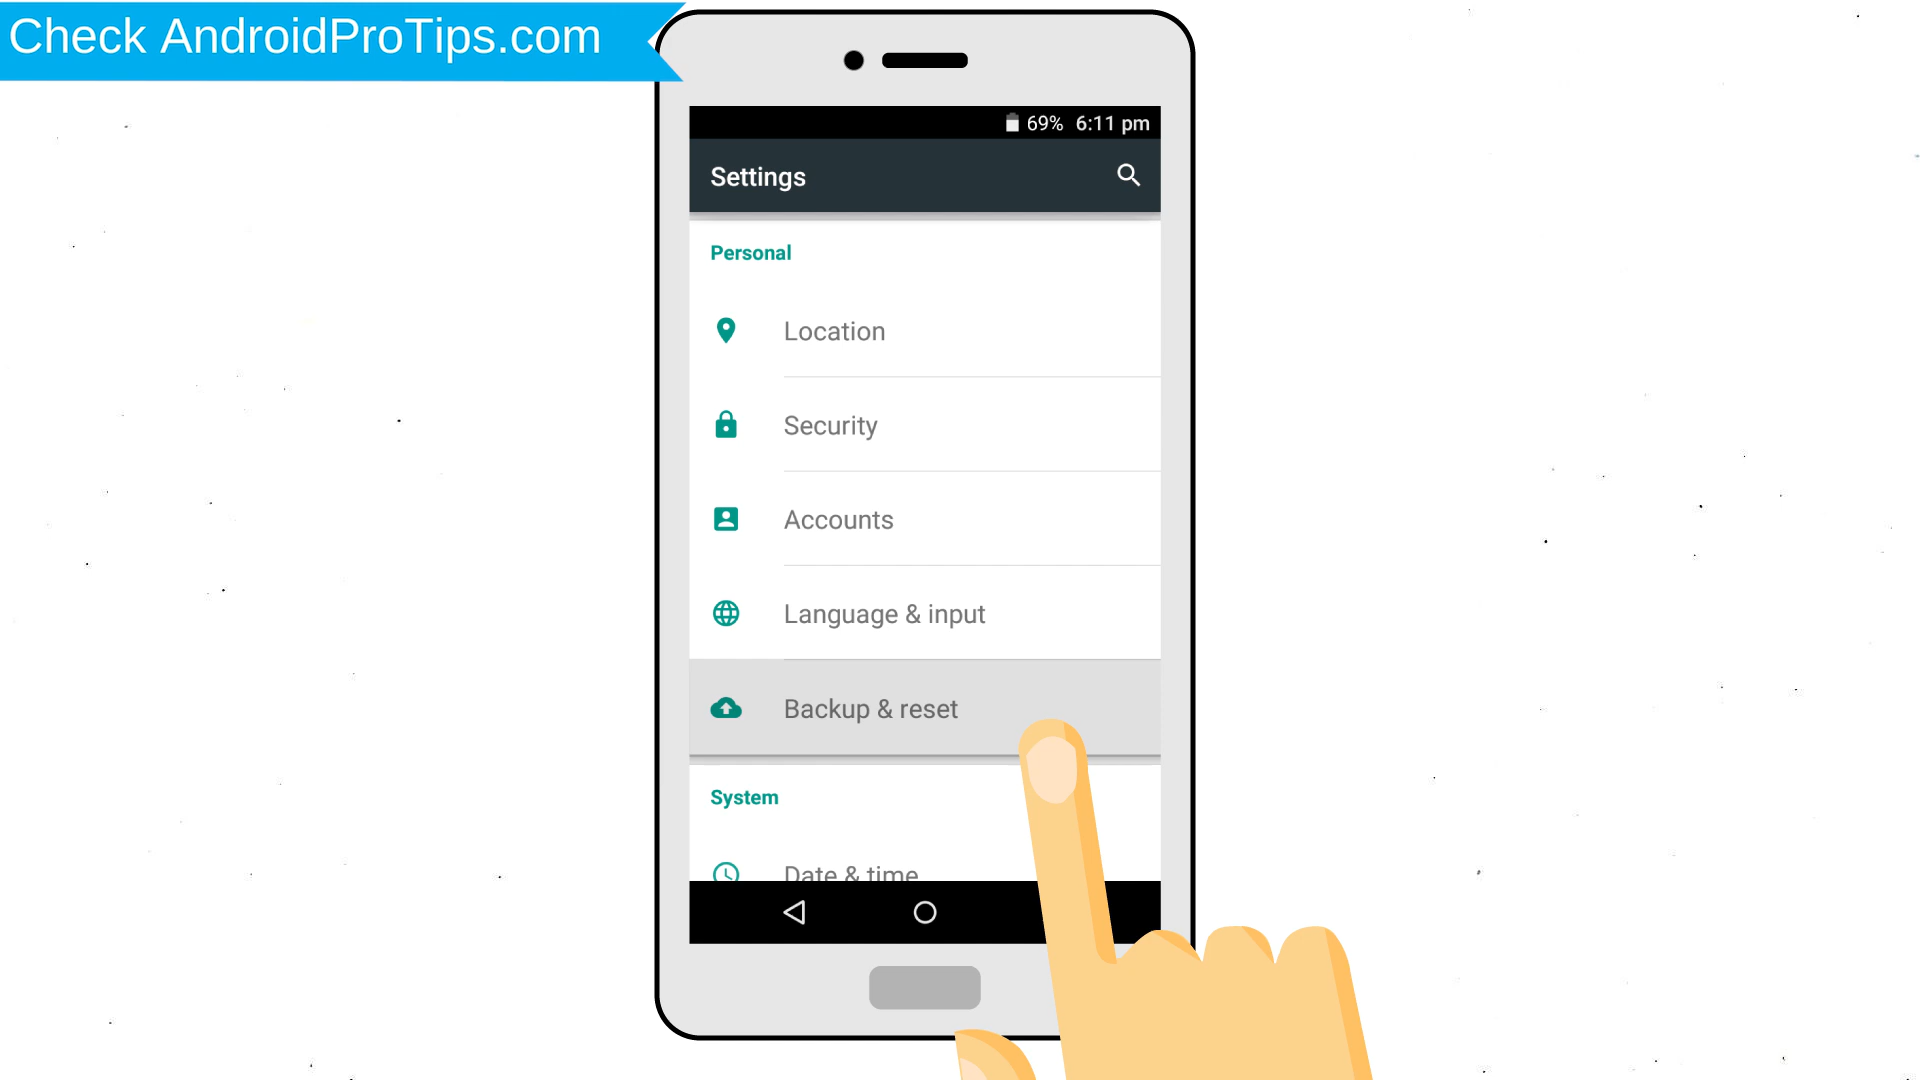 Check AndroidProTips.com
69% 6:11 pm
Settings
Personal
Location
Security
Accounts
Language & input
Backup & reset
System
Date & time